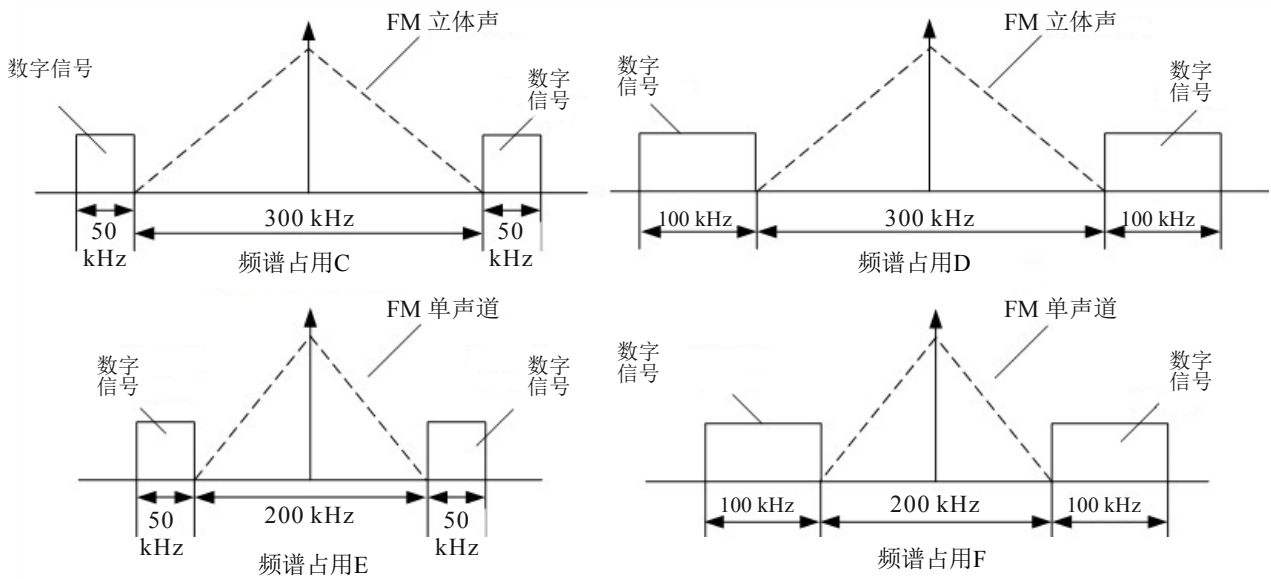 FM 立体声
数字信号
数字
信号
50
kHz
300 kHz
50
kHz
频谱占用C
FM 立体声
数字
信号
数字
信号
100 kHz
300 kHz
100 kHz
频谱占用D
FM 单声道
数字
信号
数字
信号
50
kHz
200 kHz
50
kHz
频谱占用E
FM 单声道
数字
信号
数字
信号
100 kHz
200 kHz
100 kHz
频谱占用F